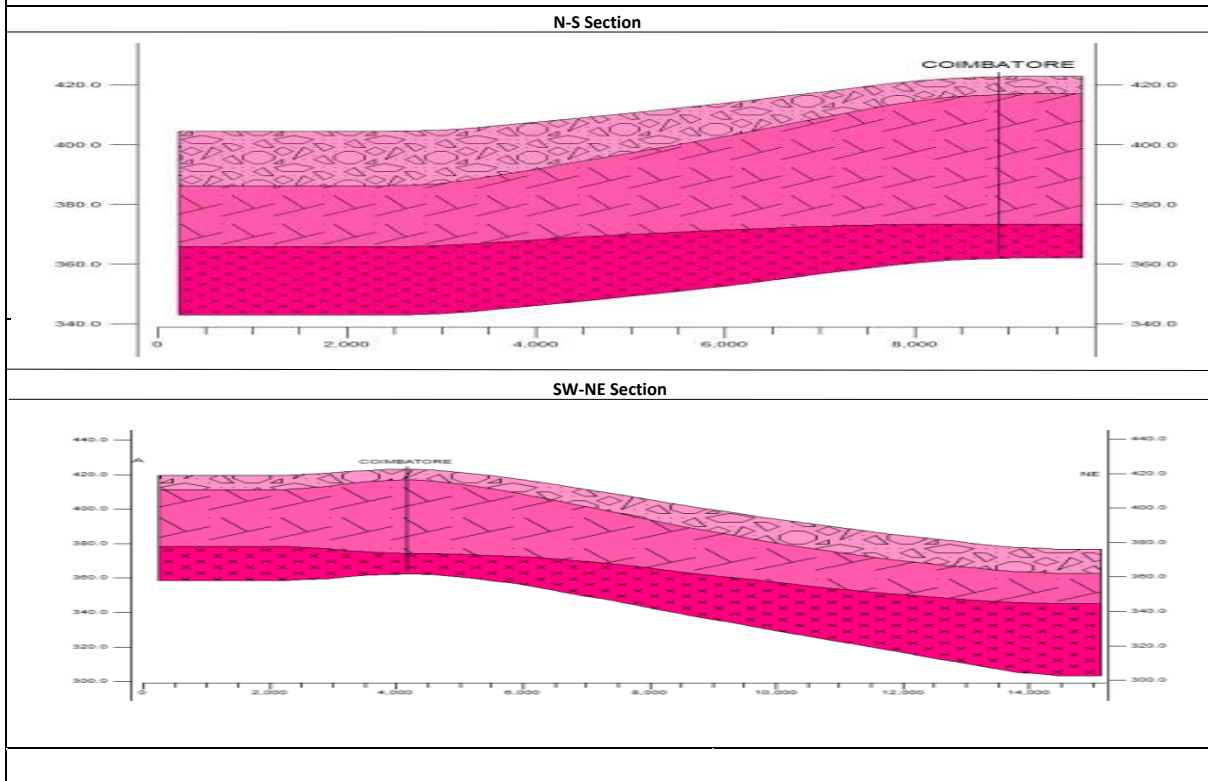 N-S Section
COIMBATORE
420.0 420.0
400.0 400.0
380.0 380.0
360.0 360.0
340.0 340.0
0 2,000 4,000 6,000 8,000
SW-NE Section
440.0 440.0
A COIMBATORE
420.0 NE 420.0
400.0 400.0
380.0 380.0
360.0 360.0
340.0 340.0
320.0 320.0
300.0 300.0
0 2,000 4,000 6,000 8,000 10,000 12,000 14,000